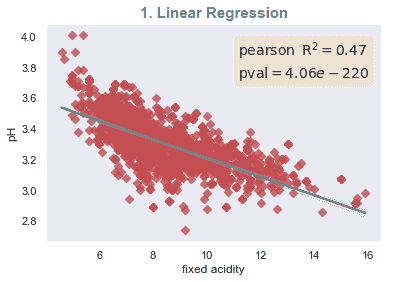 1. Linear Regression
pearson R² = 0.47
pval = 4.06e − 220
pH
4.0
3.8
3.6
3.4
3.2
3.0
2.8
6 8 10 12 14 16
fixed acidity